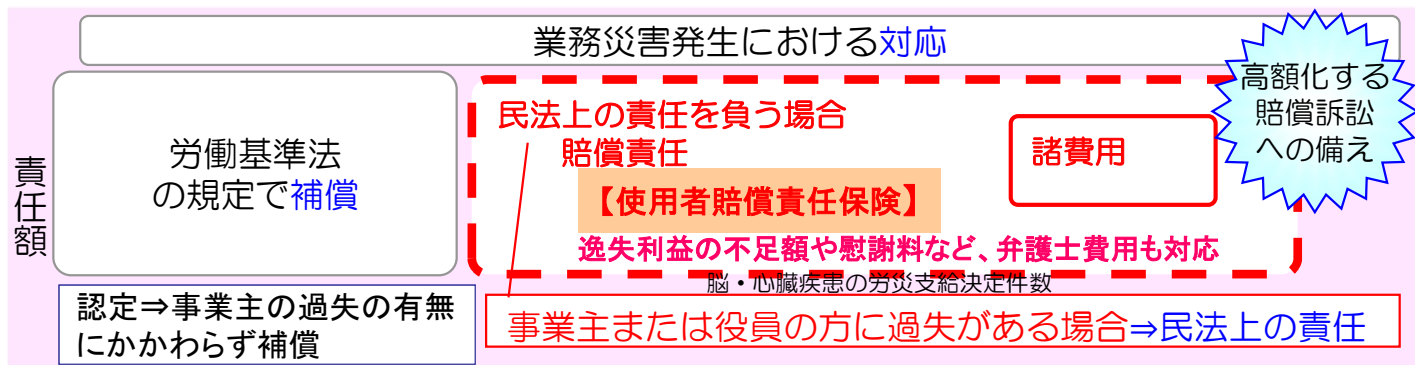 業務災害発生における対応
高額化する
賠償訴訟
への備え
責任額
労働基準法
の規定で補償
民法上の責任を負う場合
賠償責任
【使用者賠償責任保険】
諸費用
逸失利益の不足額や慰謝料など、弁護士費用も対応
脳・心臓疾患の労災支給決定件数
認定⇒事業主の過失の有無
にかかわらず補償
事業主または役員の方に過失がある場合⇒民法上の責任